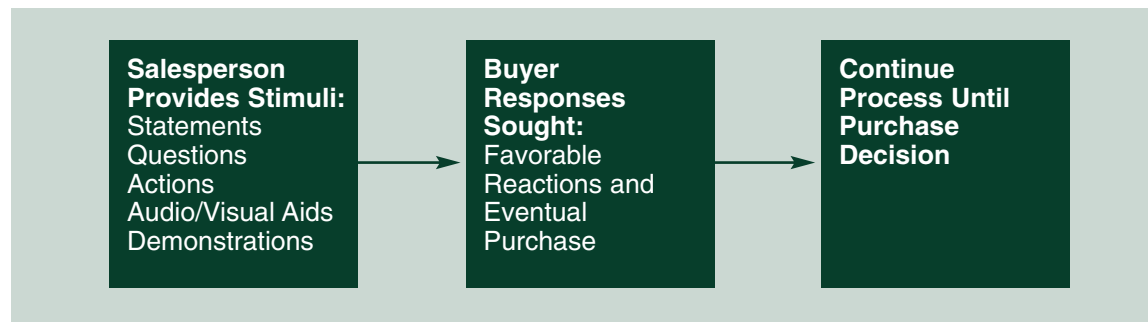 Salesperson
Provides Stimuli:
Statements
Questions
Actions
Audio/Visual Aids
Demonstrations
Buyer
Responses
Sought:
Favorable
Reactions and
Eventual
Purchase
Continue
Process Until
Purchase
Decision